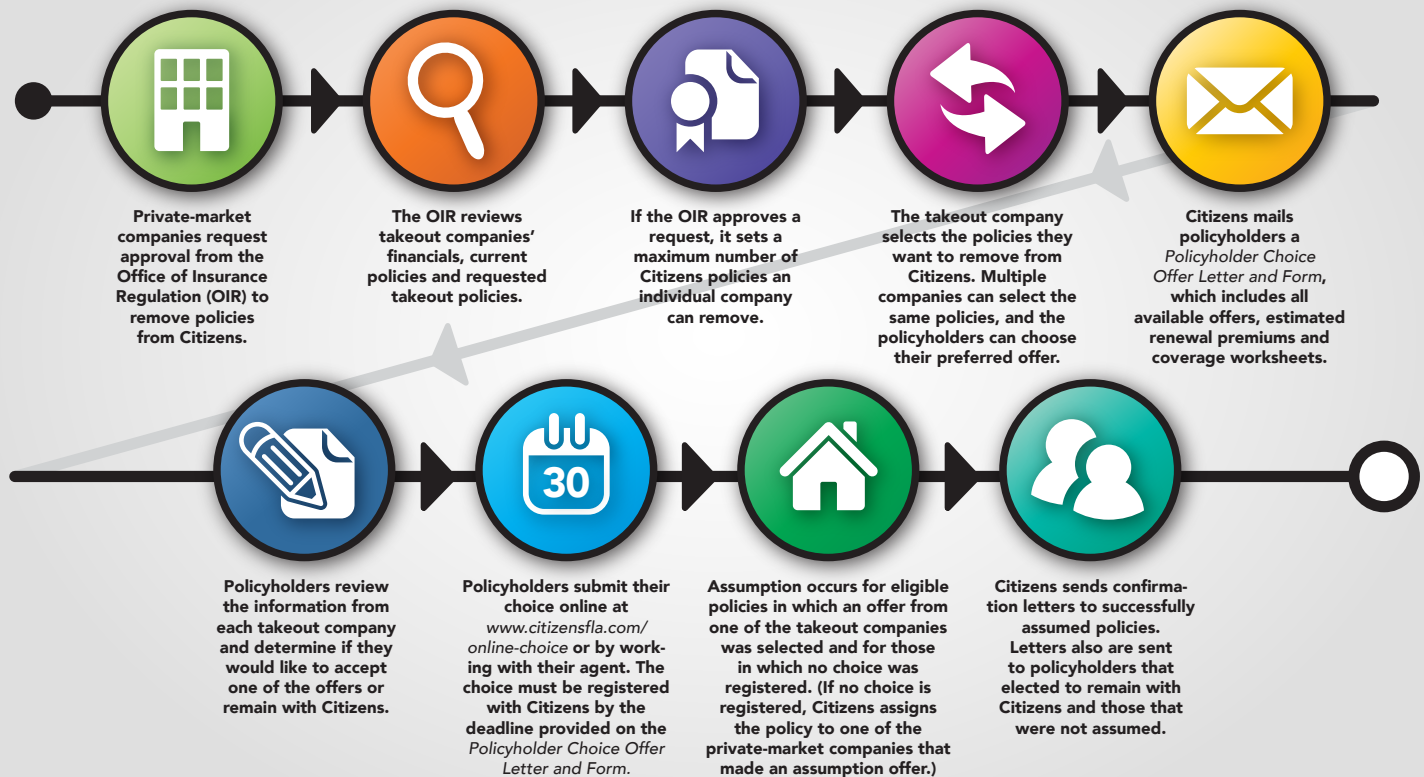 Private-market
companies request
approval from the
Office of Insurance
Regulation (OIR) to
remove policies
from Citizens.
The OIR reviews
takeout companies’
financials, current
policies and requested
takeout policies.
If the OIR approves a
request, it sets a
maximum number of
Citizens policies an
individual company
can remove.
The takeout company
selects the policies they
want to remove from
Citizens. Multiple
companies can select the
same policies, and the
policyholders can choose
their preferred offer.
Citizens mails
policyholders a
Policyholder Choice
Offer Letter and Form,
which includes all
available offers, estimated
renewal premiums and
coverage worksheets.
Policyholders review
the information from
each takeout company
and determine if they
would like to accept
one of the offers or
remain with Citizens.
30
Policyholders submit their
choice online at
www.citizensfla.com/
online-choice or by work-
ing with their agent. The
choice must be registered
with Citizens by the
deadline provided on the
Policyholder Choice Offer
Letter and Form.
Assumption occurs for eligible
policies in which an offer from
one of the takeout companies
was selected and for those
in which no choice was
registered. (If no choice is
registered, Citizens assigns
the policy to one of the
private-market companies that
made an assumption offer.)
Citizens sends confirma-
tion letters to successfully
assumed policies.
Letters also are sent
to policyholders that
elected to remain with
Citizens and those that
were not assumed.